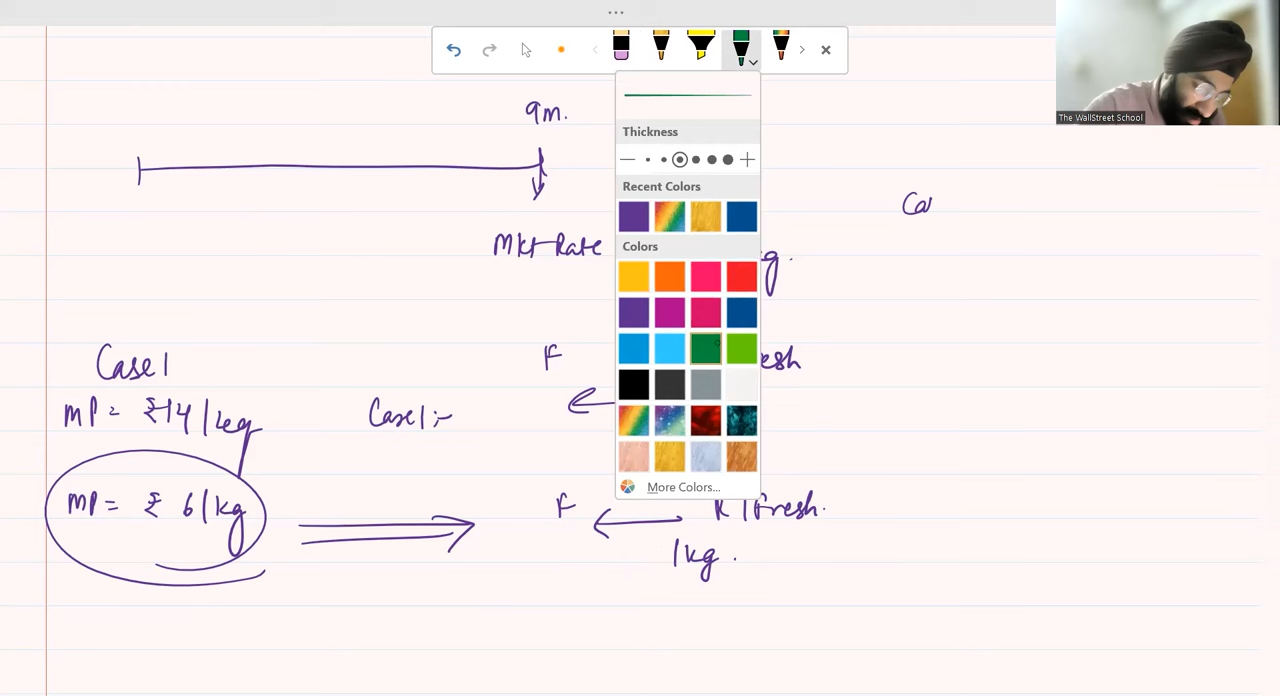 9m.
Thickness
Recent Colors
Colors
More Colors...
The WallStreet School
Ca
Mkt Rate
g.
Case 1
F
esh
MP = ₹14/kg
Case 1 :-
MP = ₹ 6/kg
F
R/Fresh.
1kg.